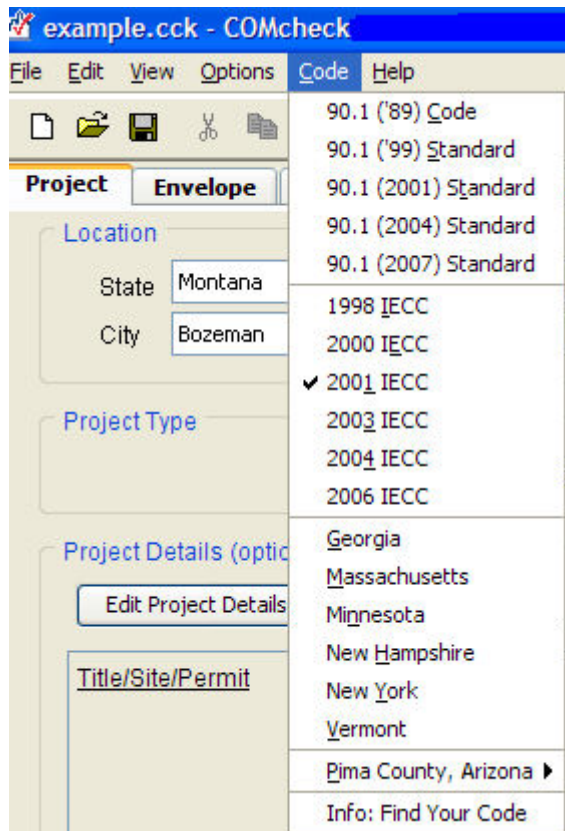 example.cck - COMcheck
File Edit View Options Code Help
Project Envelope
Location
State Montana
City Bozeman
Project Type
Project Details (optio
Edit Project Details
Title/Site/Permit
90.1 ('89) Code
90.1 ('99) Standard
90.1 (2001) Standard
90.1 (2004) Standard
90.1 (2007) Standard
1998 IECC
2000 IECC
2001 IECC
2003 IECC
2004 IECC
2006 IECC
Georgia
Massachusetts
Minnesota
New Hampshire
New York
Vermont
Pima County, Arizona
Info: Find Your Code